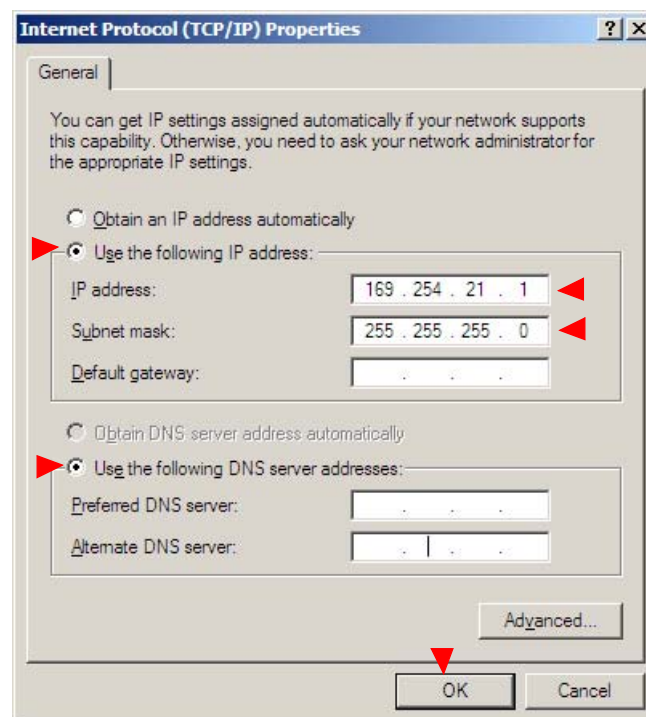 Internet Protocol (TCP/IP) Properties
General
You can get IP settings assigned automatically if your network supports
this capability. Otherwise, you need to ask your network administrator for
the appropriate IP settings.
Obtain an IP address automatically
Use the following IP address:
IP address: 169 . 254 . 21 . 1
Subnet mask: 255 . 255 . 255 . 0
Default gateway: . . .
Obtain DNS server address automatically
Use the following DNS server addresses:
Preferred DNS server: . . .
Alternate DNS server: . . .
Advanced...
OK Cancel